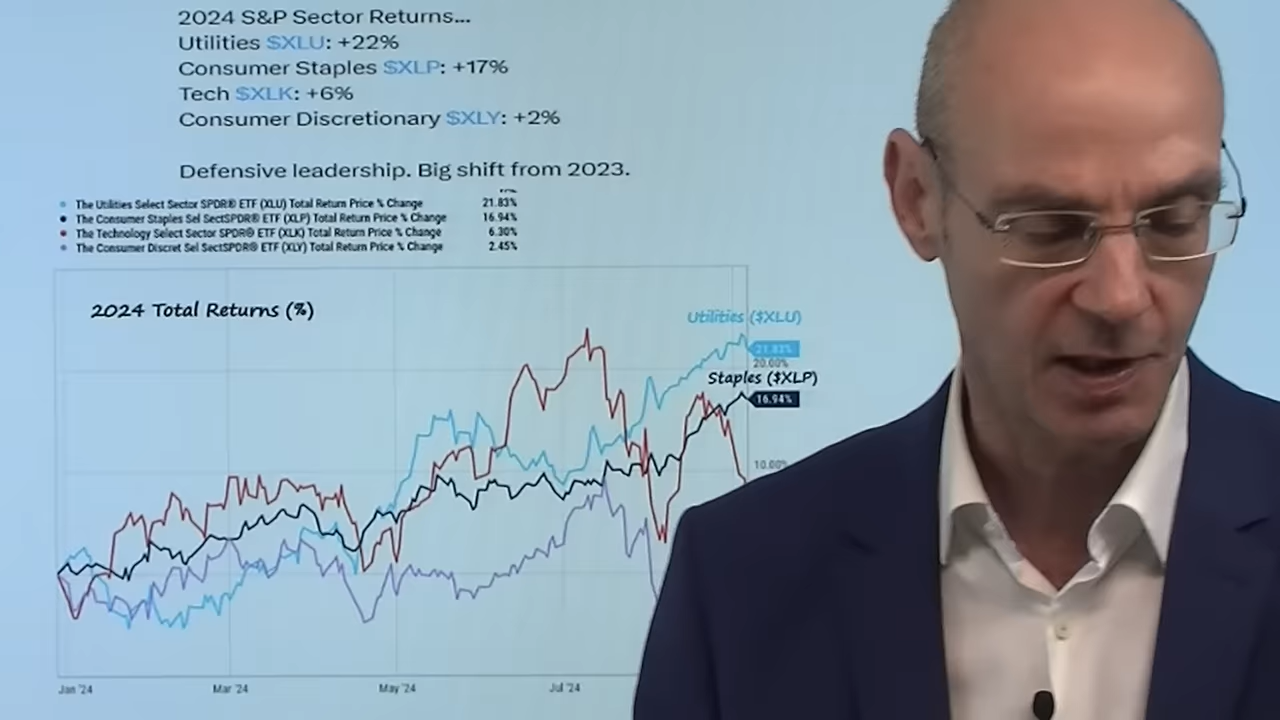 2024 S&P Sector Returns...
Utilities $XLU: +22%
Consumer Staples $XLP: +17%
Tech $XLK: +6%
Consumer Discretionary $XLY: +2%
Defensive leadership. Big shift from 2023.
The Utilities Select Sector SPDR® ETF (XLU) Total Return Price % Change 21.83%
The Consumer Staples Sel SectSPDR® ETF (XLP) Total Return Price % Change 16.94%
The Technology Select Sector SPDR® ETF (XLK) Total Return Price % Change 6.30%
The Consumer Discret Sel SectSPDR® ETF (XLY) Total Return Price % Change 2.45%
2024 Total Returns (%)
Utilities ($XLU)
21.83%
20.00%
Staples ($XLP)
16.94%
10.00%
Jan '24 Mar '24 May '24 Jul '24